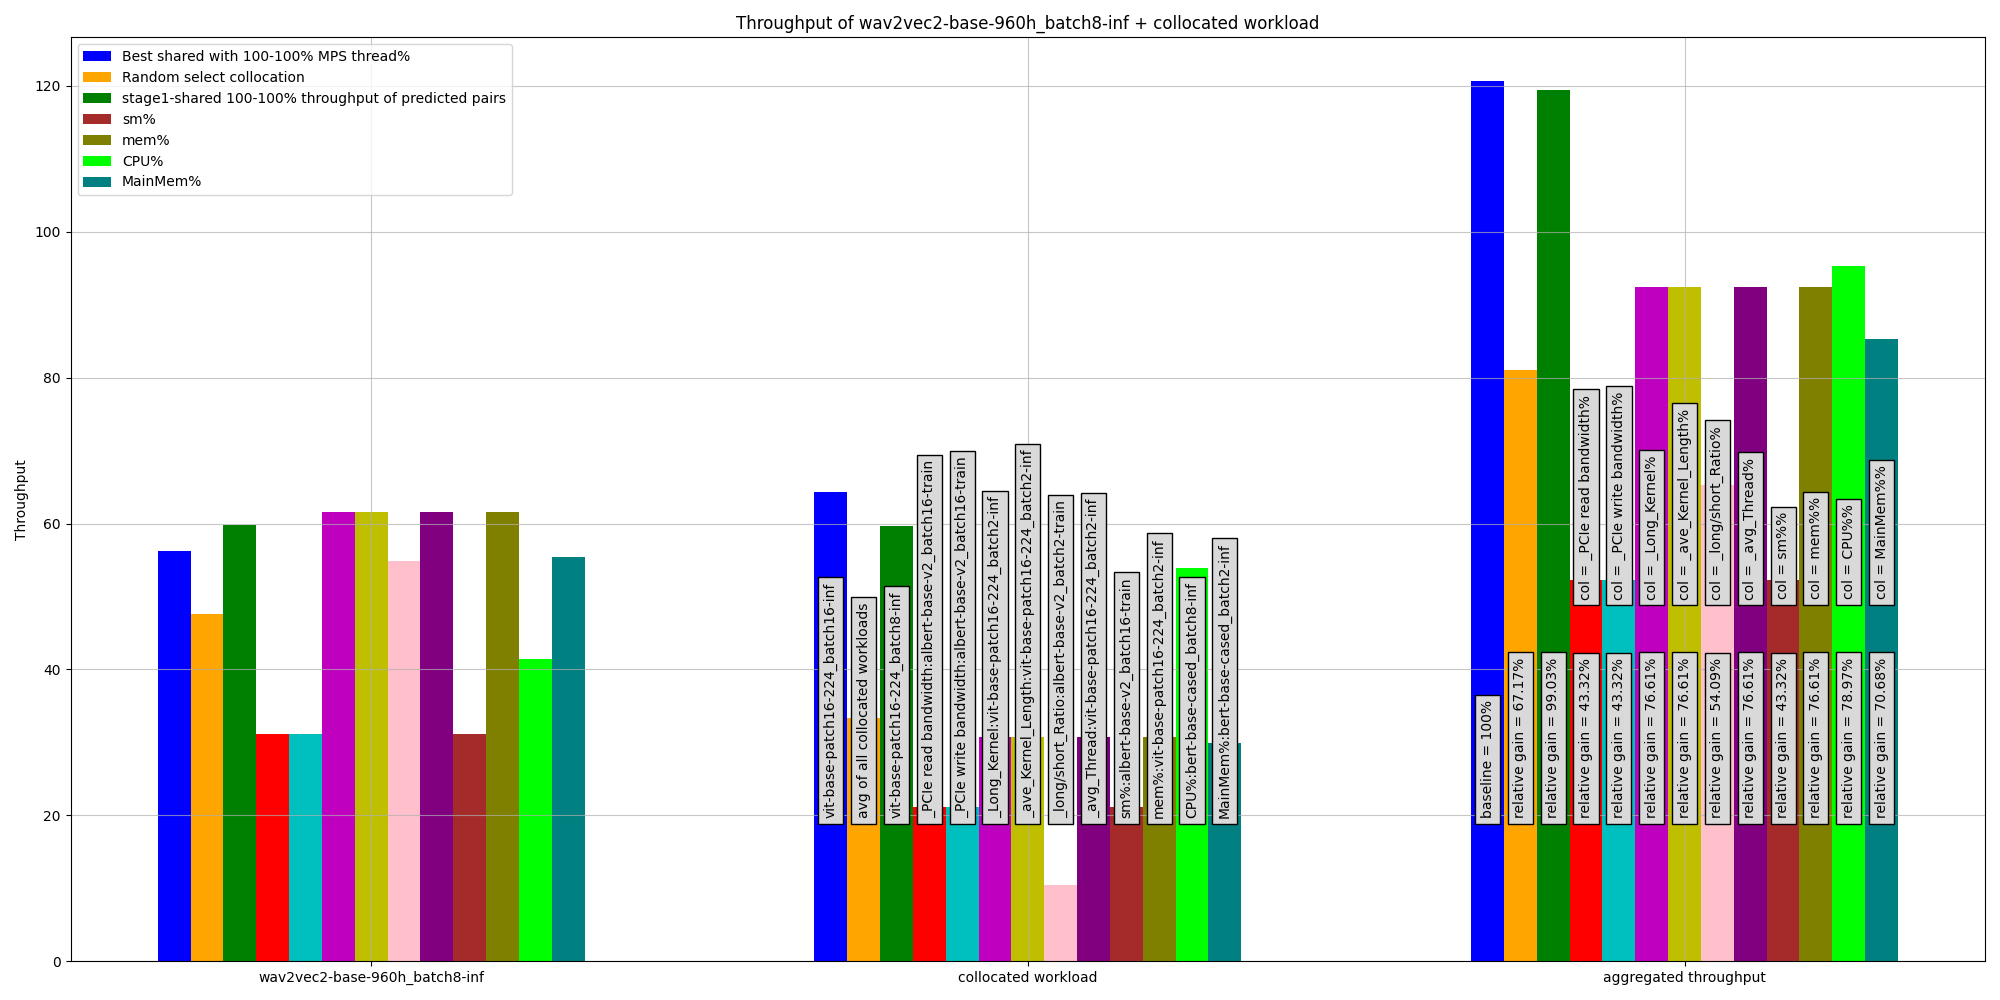 Throughput of wav2vec2-base-960h_batch8-inf + collocated workload
Best shared with 100-100% MPS thread%
Random select collocation
stage1-shared 100-100% throughput of predicted pairs
sm%
mem%
CPU%
MainMem%
Throughput
120
100
80
60
40
20
0
vit-base-patch16-224_batch16-inf
avg of all collocated workloads
vit-base-patch16-224_batch8-inf
_PCIe read bandwidth:albert-base-v2_batch16-train
_PCIe write bandwidth:albert-base-v2_batch16-train
_Long_Kernel:vit-base-patch16-224_batch2-inf
_ave_Kernel_Length:vit-base-patch16-224_batch2-inf
_long/short_Ratio:albert-base-v2_batch2-train
_avg_Thread:vit-base-patch16-224_batch2-inf
sm%:albert-base-v2_batch16-train
mem%:vit-base-patch16-224_batch2-inf
CPU%:bert-base-cased_batch8-inf
MainMem%:bert-base-cased_batch2-inf
col = _PCIe read bandwidth%
col = _PCIe write bandwidth%
col = _Long_Kernel%
col = _ave_Kernel_Length%
col = _long/short_Ratio%
col = _avg_Thread%
col = sm%%
col = mem%%
col = CPU%%
col = MainMem%%
baseline = 100%
relative gain = 67.17%
relative gain = 99.03%
relative gain = 43.32%
relative gain = 43.32%
relative gain = 76.61%
relative gain = 76.61%
relative gain = 54.09%
relative gain = 76.61%
relative gain = 43.32%
relative gain = 76.61%
relative gain = 78.97%
relative gain = 70.68%
wav2vec2-base-960h_batch8-inf
collocated workload
aggregated throughput